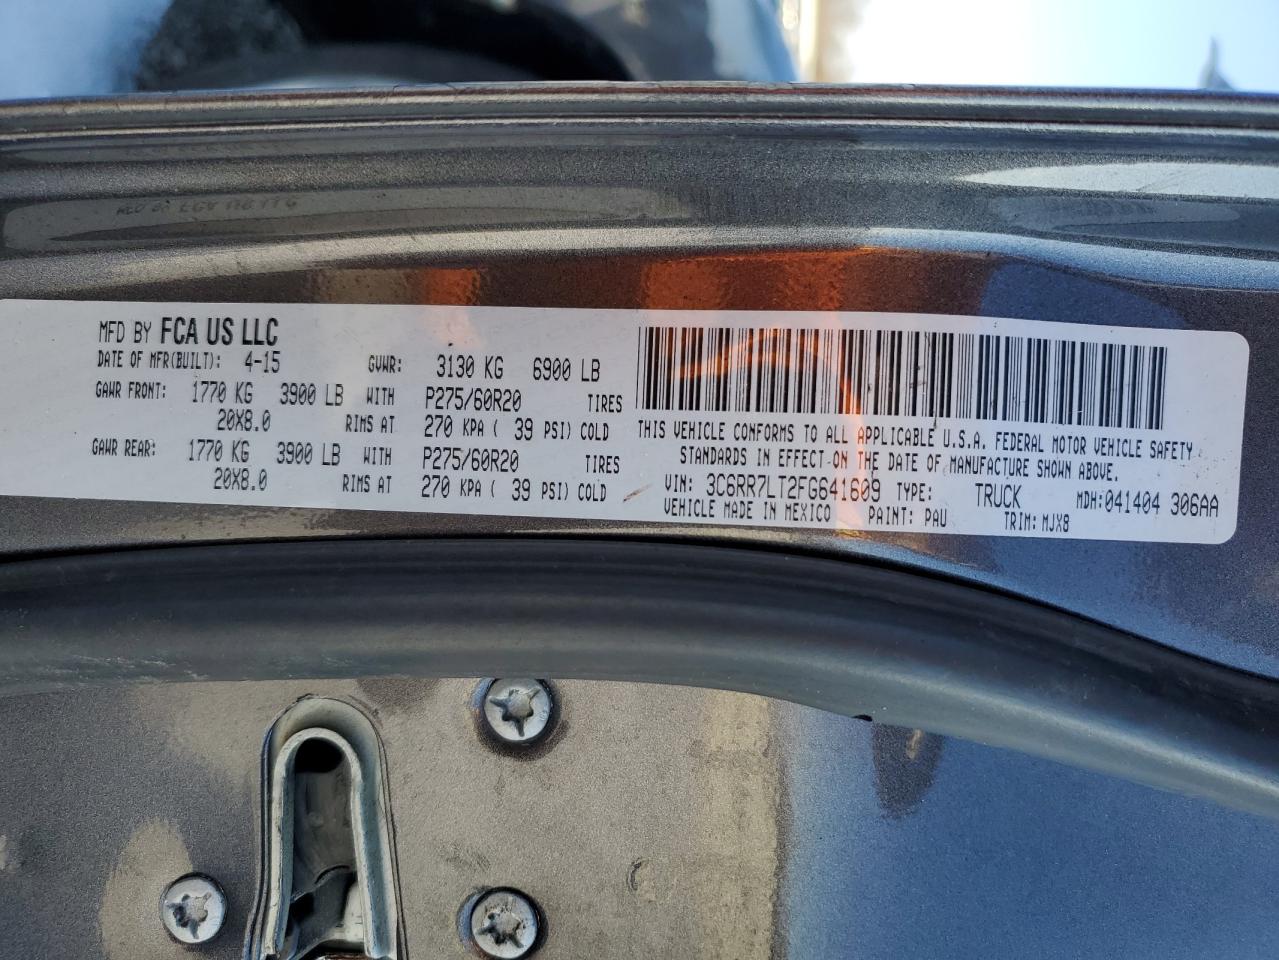 MFD BY FCA US LLC
DATE OF MFR(BUILT): 4-15 GVWR: 3130 KG 6900 LB
GAWR FRONT: 1770 KG 3900 LB WITH P275/60R20 TIRES
20X8.0 RIMS AT 270 KPA ( 39 PSI) COLD
GAWR REAR: 1770 KG 3900 LB WITH P275/60R20 TIRES
20X8.0 RIMS AT 270 KPA ( 39 PSI) COLD
THIS VEHICLE CONFORMS TO ALL APPLICABLE U.S.A. FEDERAL MOTOR VEHICLE SAFETY
STANDARDS IN EFFECT ON THE DATE OF MANUFACTURE SHOWN ABOVE.
VIN: 3C6RR7LT2FG641609 TYPE: TRUCK MDH:041404 306AA
VEHICLE MADE IN MEXICO PAINT: PAU TRIM: MJX8